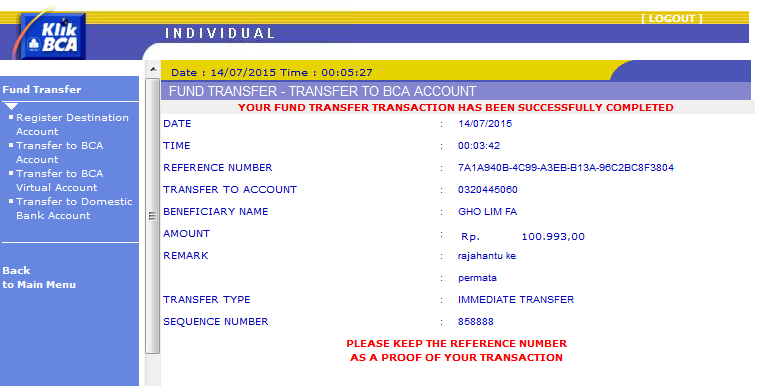 [ LOGOUT ]
Klik
BCA
INDIVIDUAL
Date : 14/07/2015 Time : 00:05:27
Fund Transfer
Register Destination
Account
Transfer to BCA
Account
Transfer to BCA
Virtual Account
Transfer to Domestic
Bank Account
Back
to Main Menu
FUND TRANSFER - TRANSFER TO BCA ACCOUNT
YOUR FUND TRANSFER TRANSACTION HAS BEEN SUCCESSFULLY COMPLETED
DATE : 14/07/2015
TIME : 00:03:42
REFERENCE NUMBER : 7A1A940B-4C99-A3EB-B13A-96C2BC8F3804
TRANSFER TO ACCOUNT : 0320445060
BENEFICIARY NAME : GHO LIM FA
AMOUNT : Rp. 100.993,00
REMARK : rajahantu ke
: permata
TRANSFER TYPE : IMMEDIATE TRANSFER
SEQUENCE NUMBER : 858888
PLEASE KEEP THE REFERENCE NUMBER
AS A PROOF OF YOUR TRANSACTION